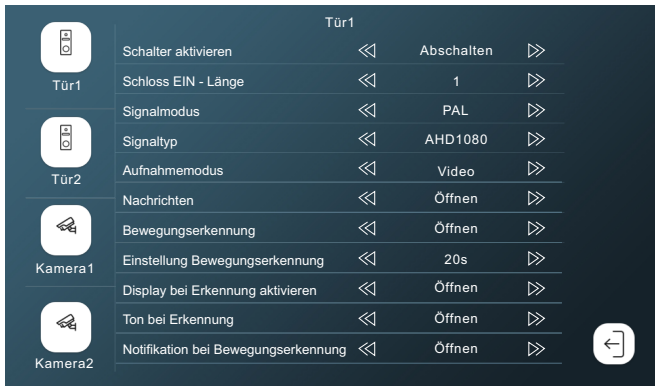 Tür1
Tür1
Tür2
Kamera1
Kamera2
Schalter aktivieren Abschalten
Schloss EIN - Länge 1
Signalmodus PAL
Signaltyp AHD1080
Aufnahmemodus Video
Nachrichten Öffnen
Bewegungserkennung Öffnen
Einstellung Bewegungserkennung 20s
Display bei Erkennung aktivieren Öffnen
Ton bei Erkennung Öffnen
Notifikation bei Bewegungserkennung Öffnen